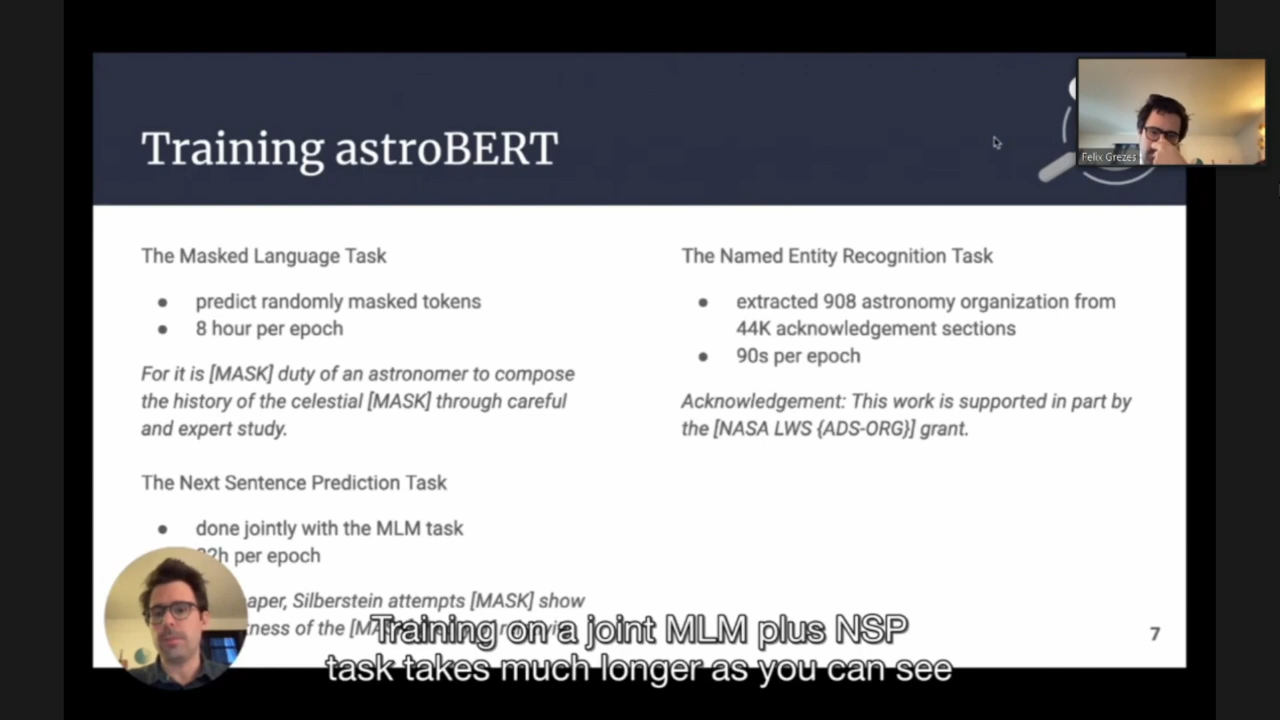 Training astroBERT
Felix Grezes
The Masked Language Task
● predict randomly masked tokens
● 8 hour per epoch
For it is [MASK] duty of an astronomer to compose
the history of the celestial [MASK] through careful
and expert study.
The Next Sentence Prediction Task
● done jointly with the MLM task
per epoch
Silberstein attempts [MASK] show
of the
The Named Entity Recognition Task
● extracted 908 astronomy organization from
44K acknowledgement sections
● 90s per epoch
Acknowledgement: This work is supported in part by
the [NASA LWS {ADS-ORG}] grant.
7
Training on a joint MLM plus NSP
task takes much longer as you can see